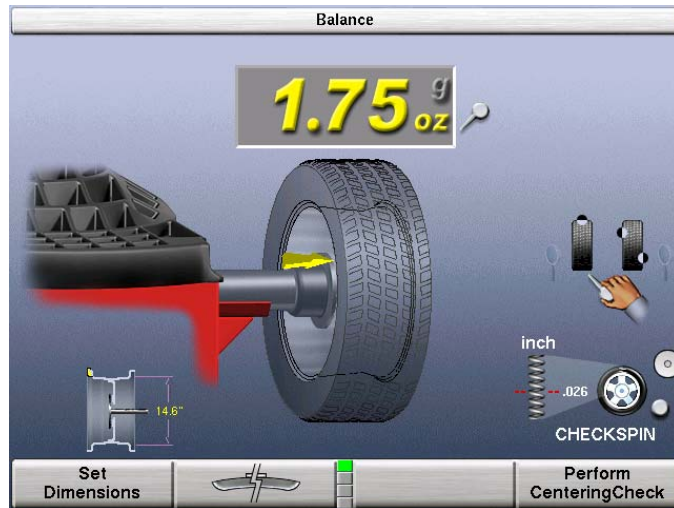 Balance
1.75 g oz
inch
.026
14.6"
CHECKSPIN
Set
Dimensions
Perform
CenteringCheck